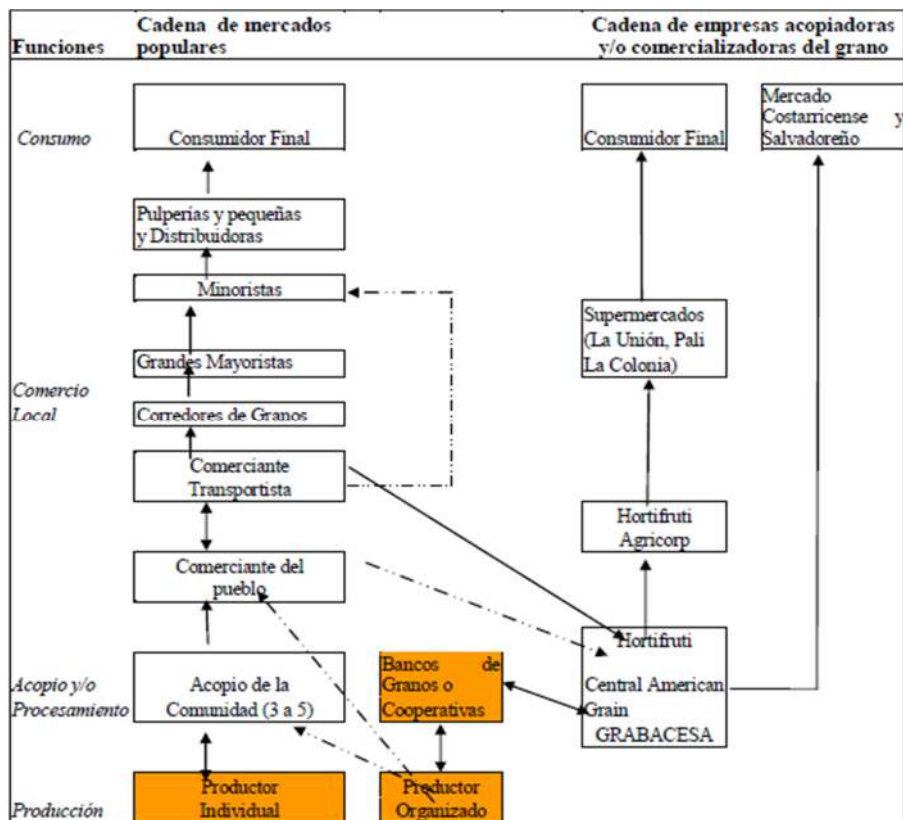 Funciones
Cadena de mercados
populares
Cadena de empresas acopiadoras
y/o comercializadoras del grano
Consumo
Consumidor Final
Consumidor Final
Mercado
Costarricense y
Salvadoreño
Pulperías y pequeñas
y Distribuidoras
Minoristas
Supermercados
(La Unión, Pali
La Colonia)
Grandes Mayoristas
Comercio
Local
Corredores de Granos
Comerciante
Transportista
Hortifruti
Agricorp
Comerciante del
pueblo
Acopio y/o
Procesamiento
Acopio de la
Comunidad (3 a 5)
Bancos de
Granos o
Cooperativas
Hortifruti
Central American
Grain
GRABACESA
Producción
Productor
Individual
Productor
Organizado